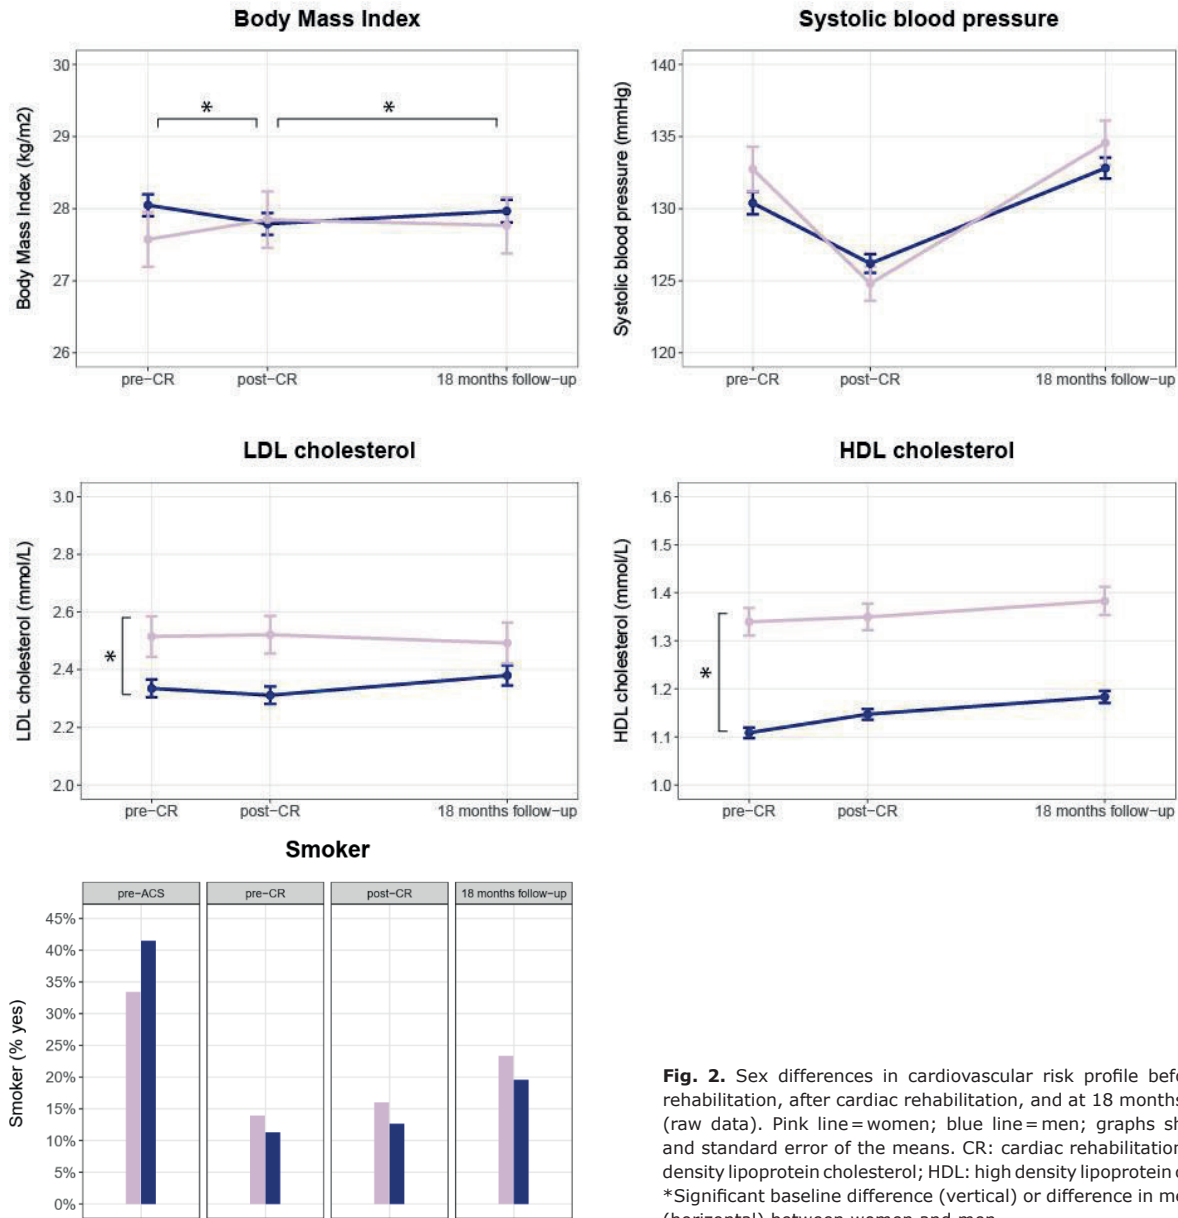 Body Mass Index
Body Mass Index (kg/m2)
30
29
28
27
26
*
*
pre−CR
post−CR
18 months follow−up
Systolic blood pressure
Systolic blood pressure (mmHg)
140
135
130
125
120
pre−CR
post−CR
18 months follow−up
LDL cholesterol
LDL cholesterol (mmol/L)
3.0
2.8
2.6
2.4
2.2
2.0
*
pre−CR
post−CR
18 months follow−up
HDL cholesterol
HDL cholesterol (mmol/L)
1.6
1.5
1.4
1.3
1.2
1.1
1.0
*
pre−CR
post−CR
18 months follow−up
Smoker
Smoker (% yes)
pre−ACS
pre−CR
post−CR
18 months follow−up
45%
40%
35%
30%
25%
20%
15%
10%
5%
0%
Fig. 2. Sex differences in cardiovascular risk profile
rehabilitation, after cardiac rehabilitation, and at 18 months
(raw data). Pink line=women; blue line=men; graphs
and standard error of the means. CR: cardiac rehabilitation
density lipoprotein cholesterol; HDL: high density lipoprotein
*Significant baseline difference (vertical) or difference in
(horizontal) between women and men.